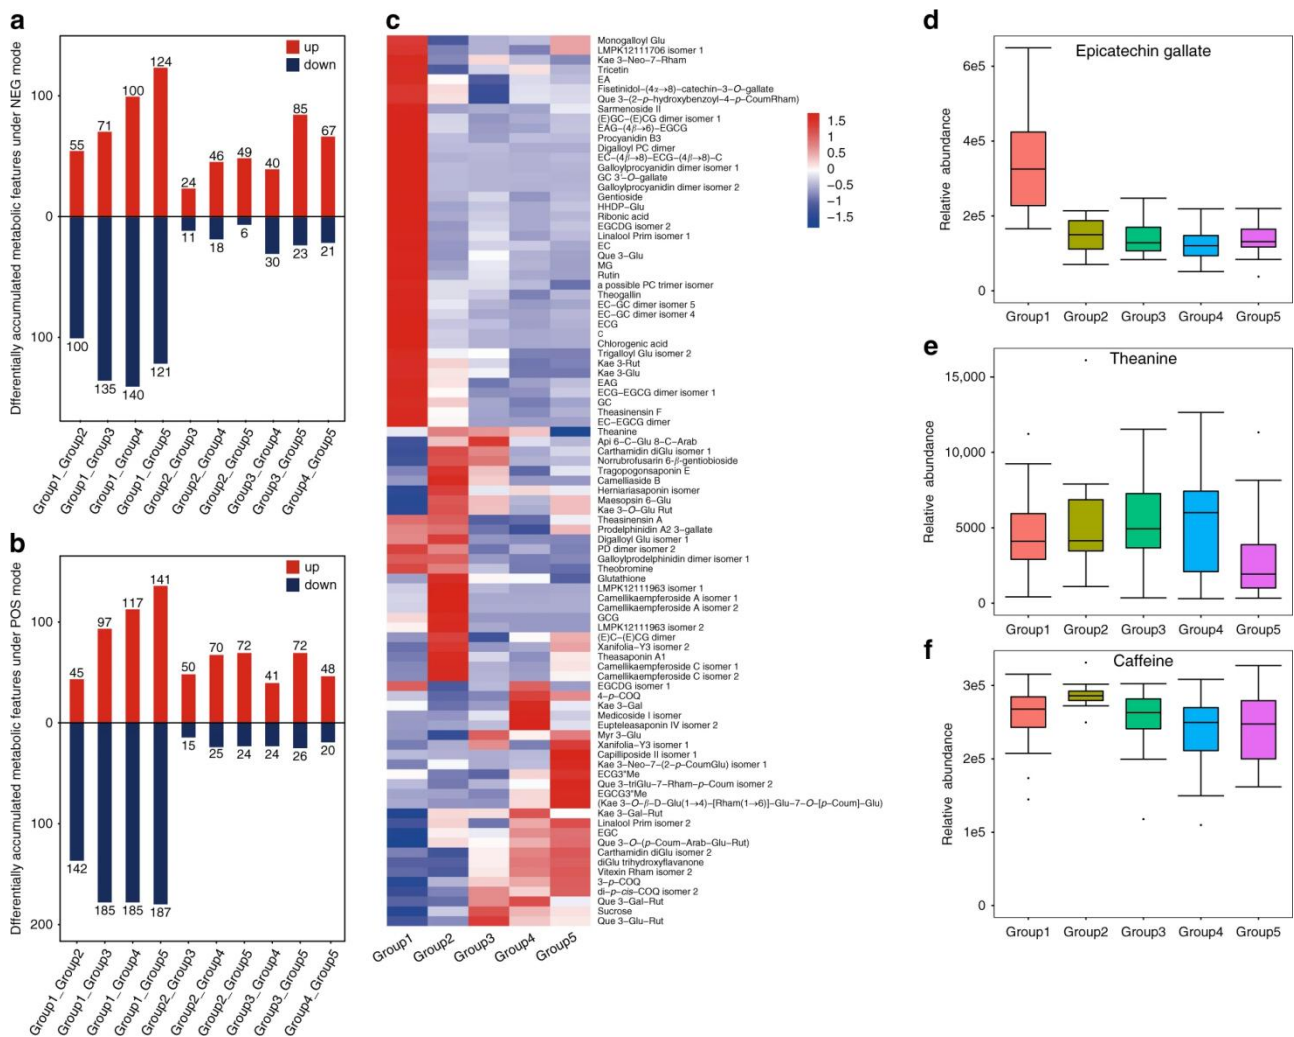 a
up
down
Dfferentially accumulated metabolic features under NEG mode
100
0
100
55
71
100
124
24
46
49
40
85
67
100
135
140
121
11
18
6
30
23
21
Group1_Group2
Group1_Group3
Group1_Group4
Group1_Group5
Group2_Group3
Group2_Group4
Group2_Group5
Group3_Group4
Group3_Group5
Group4_Group5
b
up
down
Dfferentially accumulated metabolic features under POS mode
100
0
100
200
45
97
117
141
50
70
72
41
72
48
142
185
185
187
15
25
24
24
26
20
Group1_Group2
Group1_Group3
Group1_Group4
Group1_Group5
Group2_Group3
Group2_Group4
Group2_Group5
Group3_Group4
Group3_Group5
Group4_Group5
c
Monogalloyl Glu
LMPK12111706 isomer 1
Kae 3-Neo-7-Rham
Tricetin
EA
Fisetinidol-(4α→8)-catechin-3-O-gallate
Que 3-(2-p-hydroxybenzoyl-4-p-CoumRham)
Sarmenoside II
(E)GC-(E)CG dimer isomer 1
EAG-(4β→6)-EGCG
Procyanidin B3
Digalloyl PC dimer
EC-(4β→8)-ECG-(4β→8)-C
Galloylprocyanidin dimer isomer 1
GC 3'-O-gallate
Galloylprocyanidin dimer isomer 2
Gentioside
HHDP-Glu
Ribonic acid
EGCDG isomer 2
Linalool Prim isomer 1
EC
Que 3-Glu
MG
Rutin
a possible PC trimer isomer
Theogallin
EC-GC dimer isomer 5
EC-GC dimer isomer 4
ECG
C
Chlorogenic acid
Trigalloyl Glu isomer 2
Kae 3-Rut
Kae 3-Glu
EAG
ECG-EGCG dimer isomer 1
GC
Theasinensin F
EC-EGCG dimer
Theanine
Api 6-C-Glu 8-C-Arab
Carthamidin diGlu isomer 1
Norrubrofusarin 6-β-gentiobioside
Tragopogonsaponin E
Camelliaside B
Herniariasaponin isomer
Maesopsin 6-Glu
Kae 3-O-Glu Rut
Theasinensin A
Prodelphinidin A2 3-gallate
Digalloyl Glu isomer 1
PD dimer isomer 2
Galloylprodelphinidin dimer isomer 1
Theobromine
Glutathione
LMPK12111963 isomer 1
Camellikaempferoside A isomer 1
Camellikaempferoside A isomer 2
GCG
LMPK12111963 isomer 2
(E)C-(E)CG dimer
Xanifolia-Y3 isomer 2
Theasaponin A1
Camellikaempferoside C isomer 1
Camellikaempferoside C isomer 2
EGCDG isomer 1
4-p-COQ
Kae 3-Gal
Medicoside I isomer
Eupteleasaponin IV isomer 2
Myr 3-Glu
Xanifolia-Y3 isomer 1
Capilliposide II isomer 1
Kae 3-Neo-7-(2-p-CoumGlu) isomer 1
ECG3"Me
Que 3-triGlu-7-Rham-p-Coum isomer 2
EGCG3"Me
(Kae 3-O-β-D-Glu(1→4)-[Rham(1→6)]-Glu-7-O-[p-Coum]-Glu)
Kae 3-Gal-Rut
Linalool Prim isomer 2
EGC
Que 3-O-(p-Coum-Arab-Glu-Rut)
Carthamidin diGlu isomer 2
diGlu trihydroxyflavanone
Vitexin Rham isomer 2
3-p-COQ
di-p-cis-COQ isomer 2
Que 3-Gal-Rut
Sucrose
Que 3-Glu-Rut
Group1
Group2
Group3
Group4
Group5
1.5
1
0.5
0
−0.5
−1
−1.5
d
Epicatechin gallate
Relative abundance
6e5
4e5
2e5
0
Group1
Group2
Group3
Group4
Group5
e
Theanine
Relative abundance
15,000
10,000
5000
0
Group1
Group2
Group3
Group4
Group5
f
Caffeine
Relative abundance
3e5
2e5
1e5
0
Group1
Group2
Group3
Group4
Group5